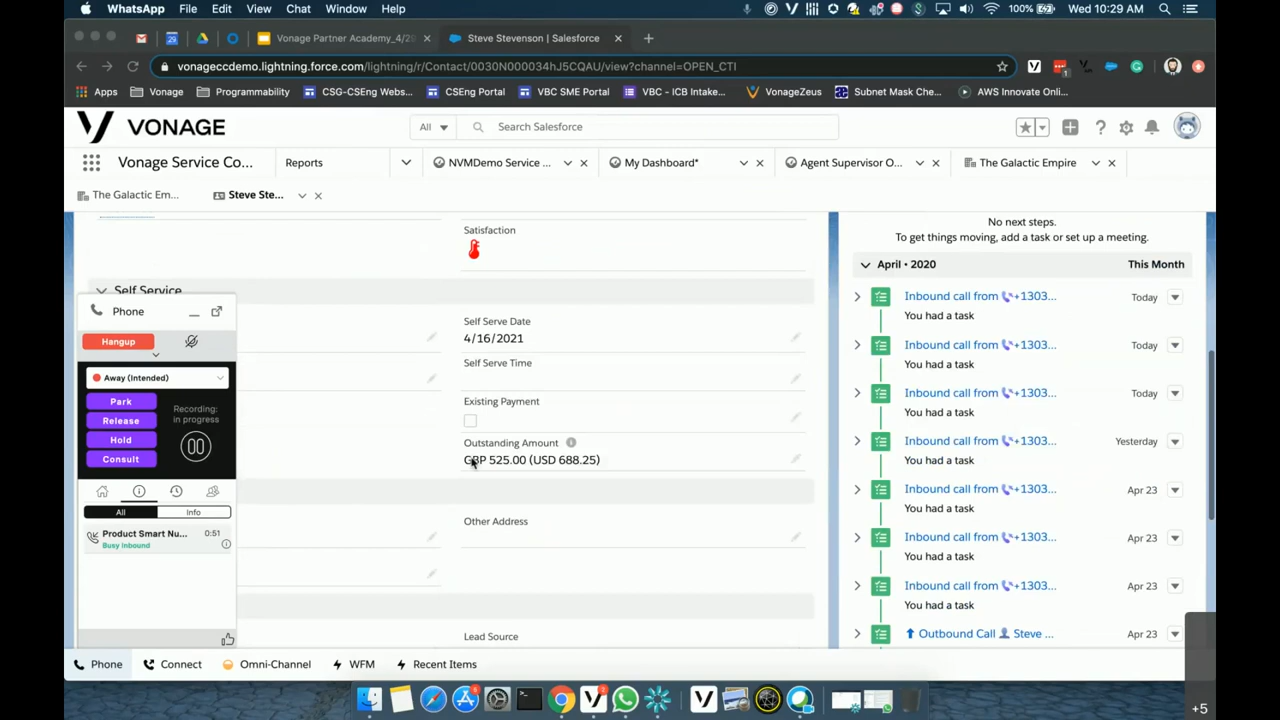 WhatsApp File Edit View Chat Window Help 100% Wed 10:29 AM
Vonage Partner Academy_4/29 Steve Stevenson | Salesforce
vonageccdemo.lightning.force.com/lightning/r/Contact/0030N000034hJ5CQAU/view?channel=OPEN_CTI
Apps Vonage Programmability CSG-CSEng Webs... CSEng Portal VBC SME Portal VBC - ICB Intake... VonageZeus Subnet Mask Che... AWS Innovate Onli...
VONAGE All Search Salesforce
Vonage Service Co... Reports NVMDemo Service ... My Dashboard* Agent Supervisor O... The Galactic Empire
The Galactic Em... Steve Ste...
Satisfaction
Self Service
Self Serve Date
4/16/2021
Self Serve Time
Existing Payment
Outstanding Amount
GBP 525.00 (USD 688.25)
Other Address
Lead Source
Phone
Hangup
Away (Intended)
Park
Release
Hold
Consult
Recording:
in progress
All Info
Product Smart Nu... 0:51
Busy Inbound
No next steps.
To get things moving, add a task or set up a meeting.
April • 2020 This Month
Inbound call from +1303... Today
You had a task
Inbound call from +1303... Today
You had a task
Inbound call from +1303... Today
You had a task
Inbound call from +1303... Yesterday
You had a task
Inbound call from +1303... Apr 23
You had a task
Inbound call from +1303... Apr 23
You had a task
Inbound call from +1303... Apr 23
You had a task
Outbound Call Steve ... Apr 23
Phone Connect Omni-Channel WFM Recent Items
+5